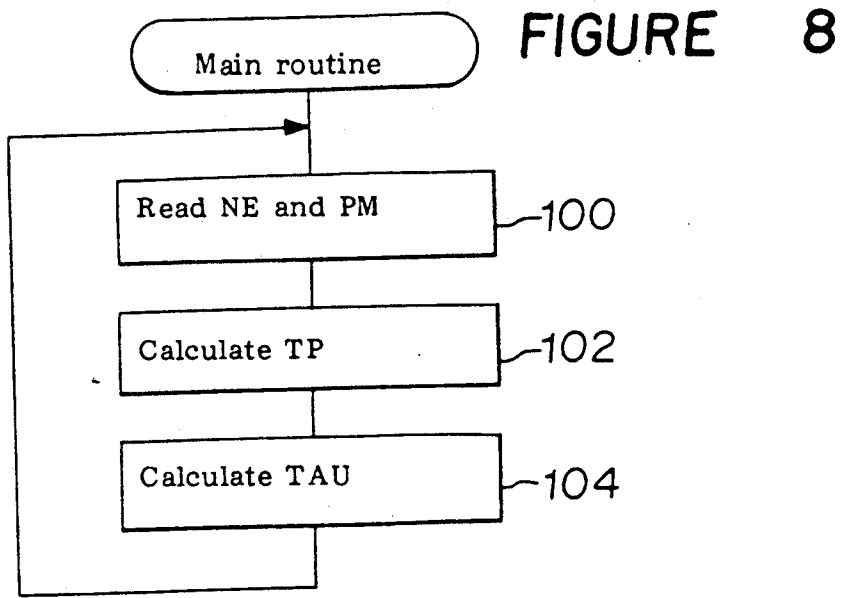 FIGURE 8
Main routine
Read NE and PM
100
Calculate TP
102
Calculate TAU
104